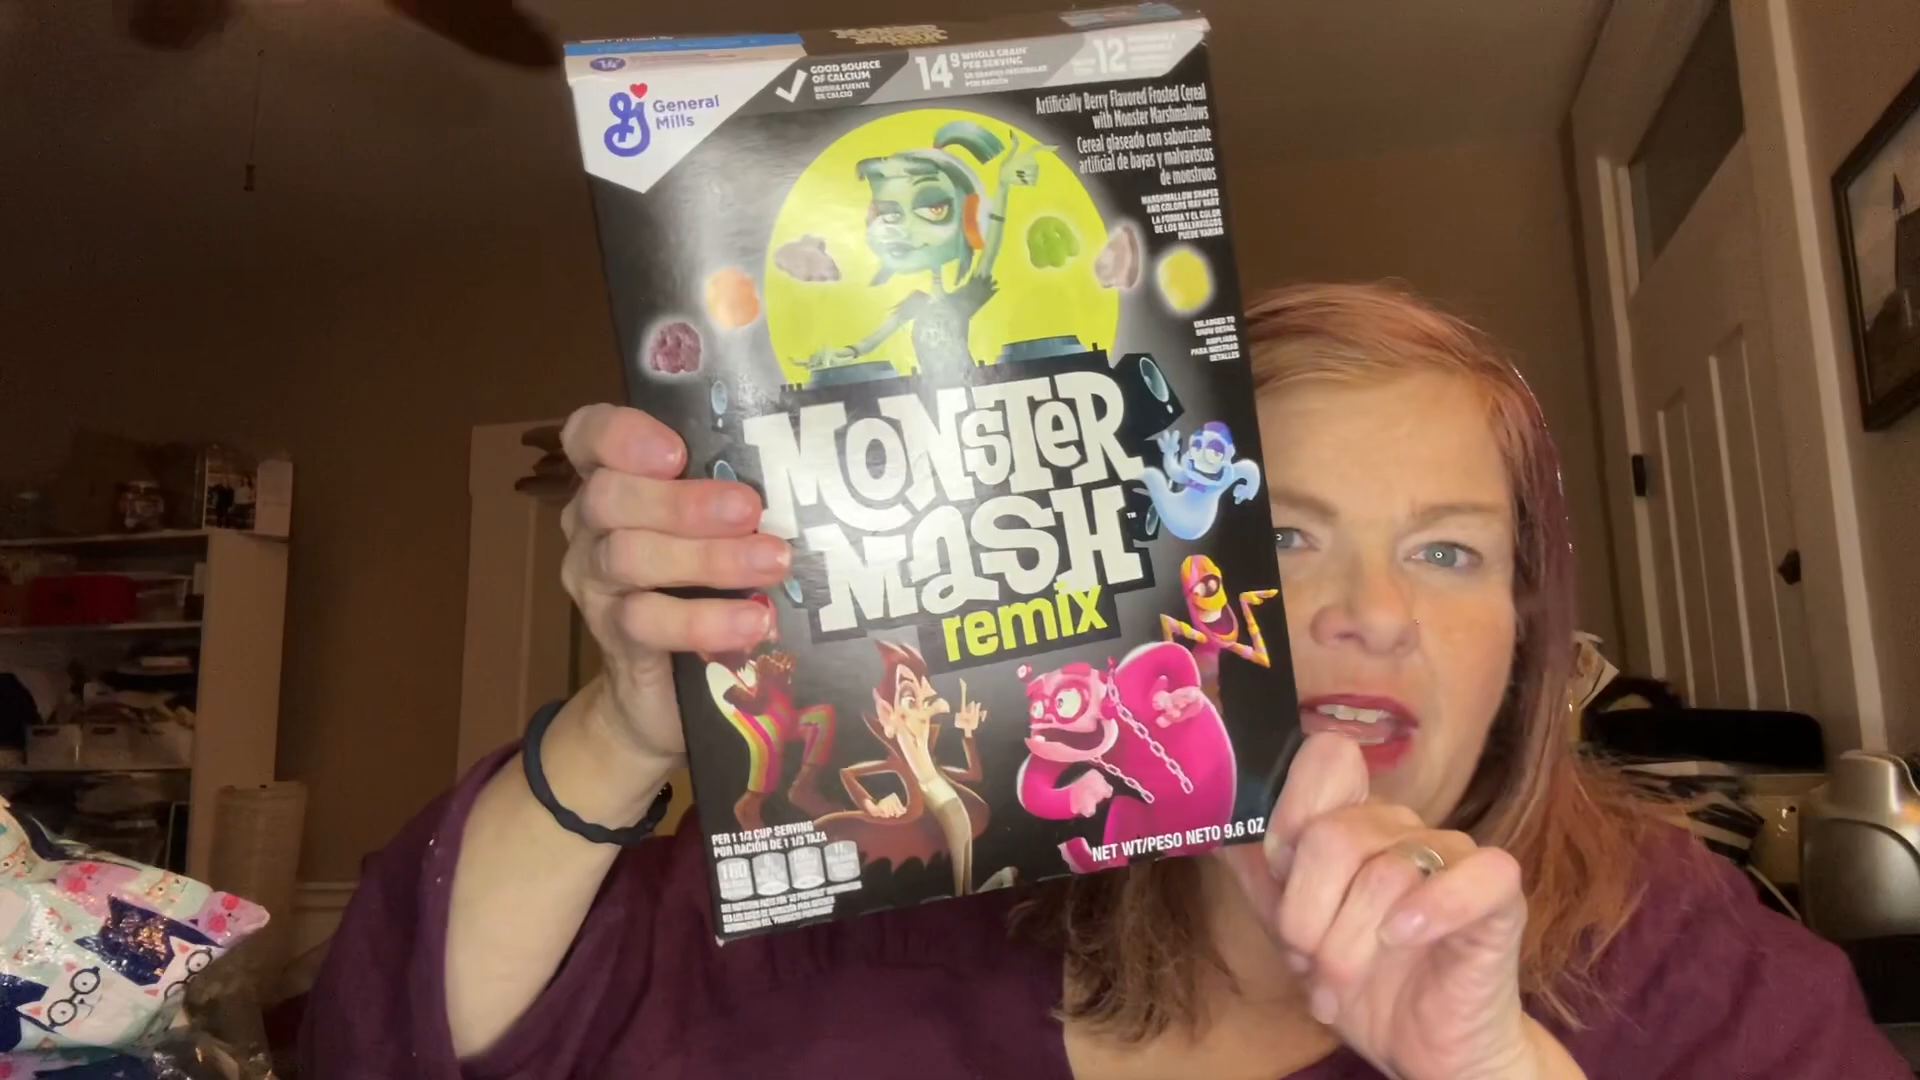 General
Mills
GOOD SOURCE
OF CALCIUM
BUENA FUENTE
DE CALCIO
14g WHOLE GRAIN
PER SERVING
12
Artificially Berry Flavored Frosted Cereal
with Monster Marshmallows
Cereal glaseado con saborizante
artificial de bayas y malvaviscos
de monstruos
MARSHMALLOW SHAPES
AND COLORS MAY VARY
LA FORMA Y EL COLOR
DE LOS MALVAVISCOS
PUEDE VARIAR
ENLARGED TO
SHOW DETAIL
AMPLIADA
PARA MOSTRAR
DETALLES
MONSTER
MASH™
remix
PER 1 1/3 CUP SERVING
POR RACIÓN DE 1 1/3 TAZA
NET WT/PESO NETO 9.6 OZ